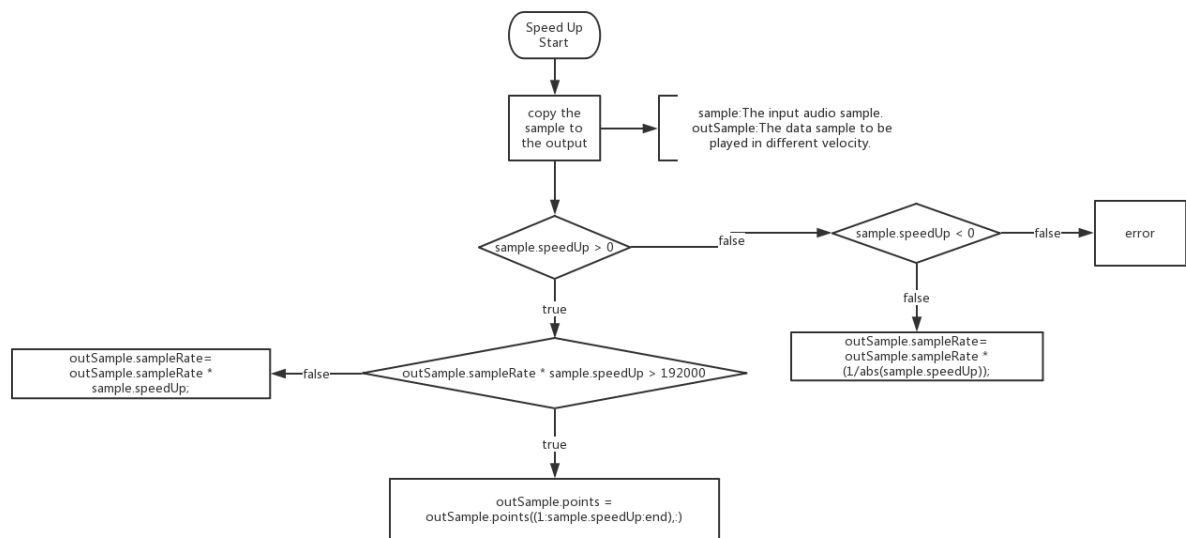 Speed Up
Start
copy the
sample to
the output
sample:The input audio sample.
outSample:The data sample to be
played in different velocity.
sample.speedUp > 0
false
sample.speedUp < 0
false
error
true
false
outSample.sampleRate=
outSample.sampleRate *
(1/abs(sample.speedUp));
outSample.sampleRate=
outSample.sampleRate *
sample.speedUp;
false
outSample.sampleRate * sample.speedUp > 192000
true
outSample.points =
outSample.points((1:sample.speedUp:end),:)